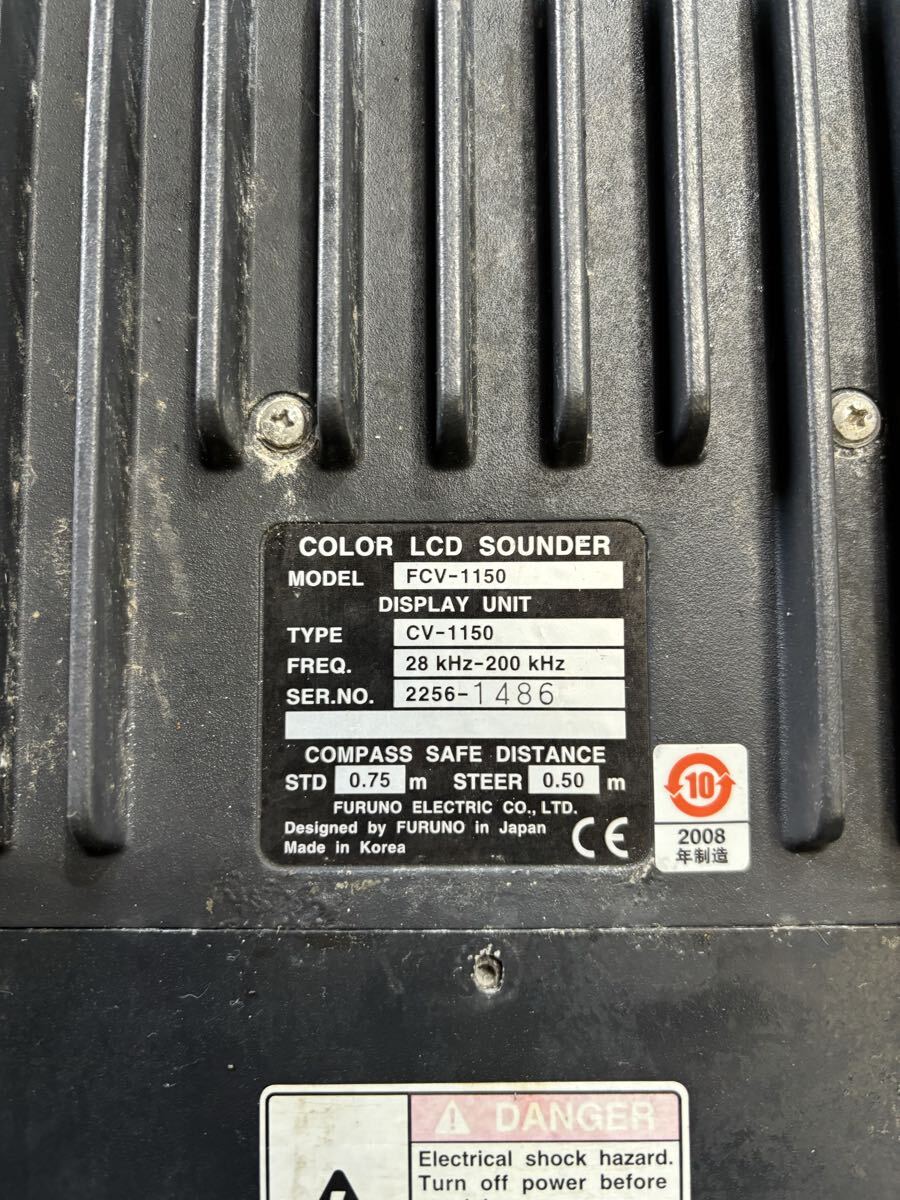 COLOR LCD SOUNDER
MODEL FCV-1150
DISPLAY UNIT
TYPE CV-1150
FREQ. 28 kHz-200 kHz
SER.NO. 2256-1486
COMPASS SAFE DISTANCE
STD 0.75 m STEER 0.50 m
FURUNO ELECTRIC CO., LTD.
Designed by FURUNO in Japan
Made in Korea
CE
10
2008
年制造
DANGER
Electrical shock hazard.
Turn off power before